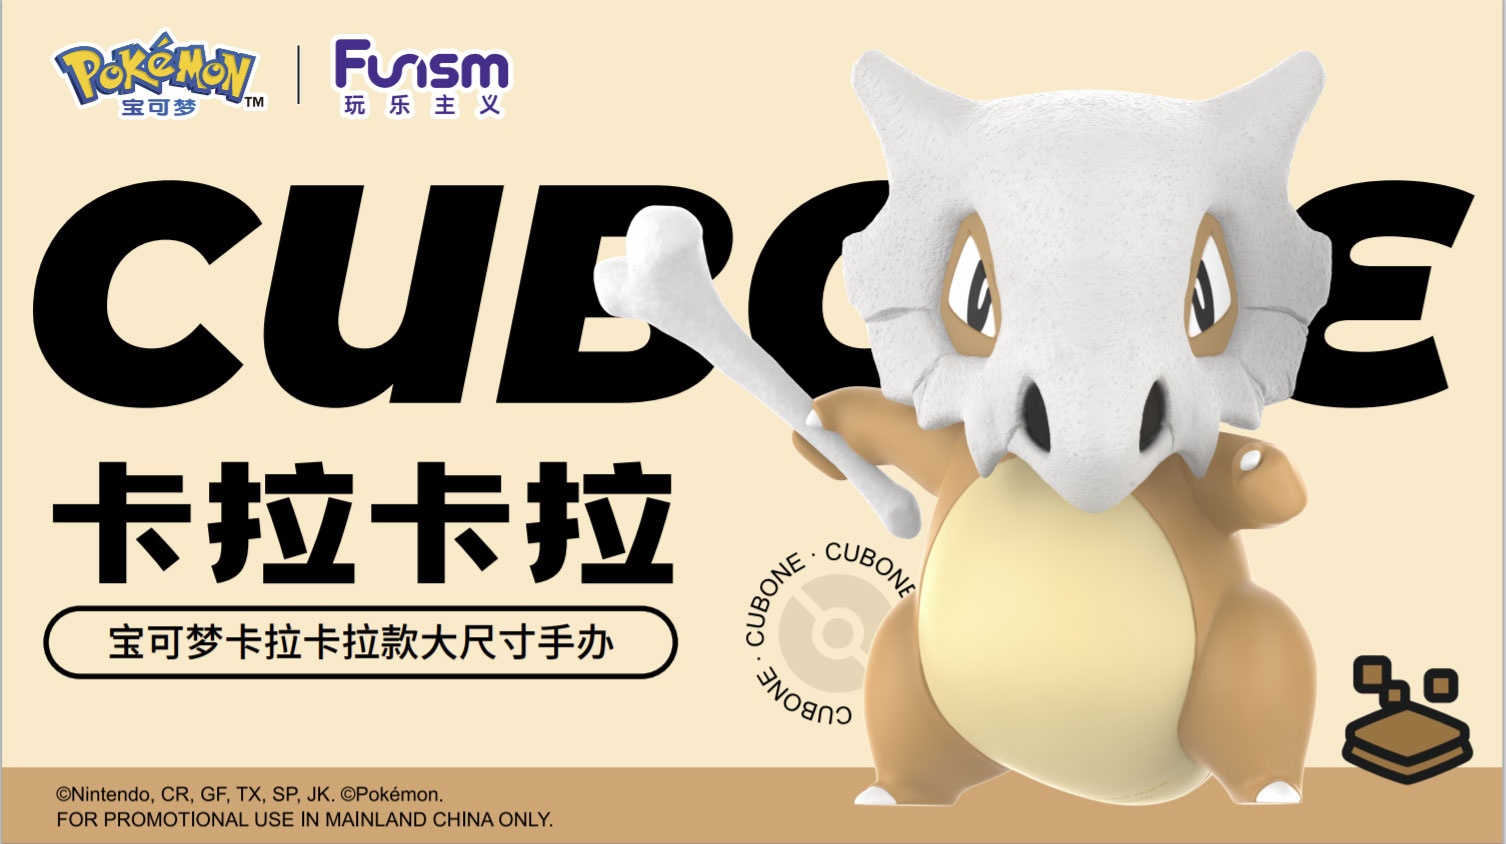 POKÉMON
宝可梦 TM
Funism
玩乐主义
CUBONE
卡拉卡拉
宝可梦卡拉卡拉款大尺寸手办
CUBONE · CUBONE · CUBONE
©Nintendo, CR, GF, TX, SP, JK. ©Pokémon.
FOR PROMOTIONAL USE IN MAINLAND CHINA ONLY.